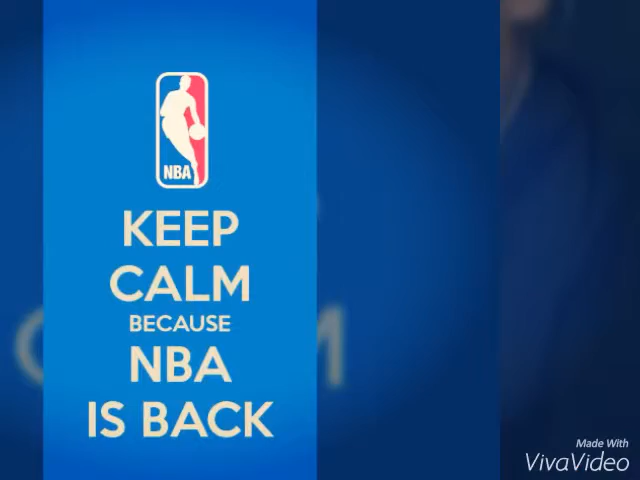 NBA
KEEP
CALM
BECAUSE
NBA
IS BACK
Made With
VivaVideo